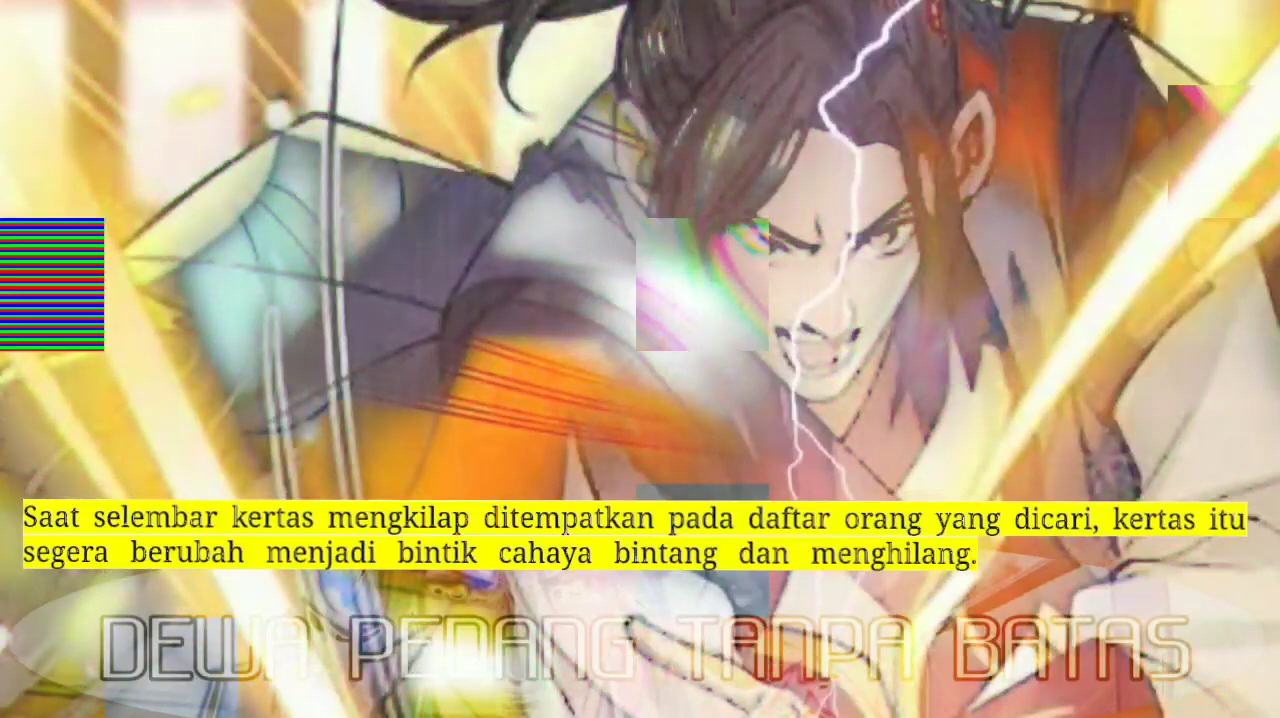 Saat selembar kertas mengkilap ditempatkan pada daftar orang yang dicari, kertas itu
segera berubah menjadi bintik cahaya bintang dan menghilang.
DEWA PEDANG TANPA BATAS